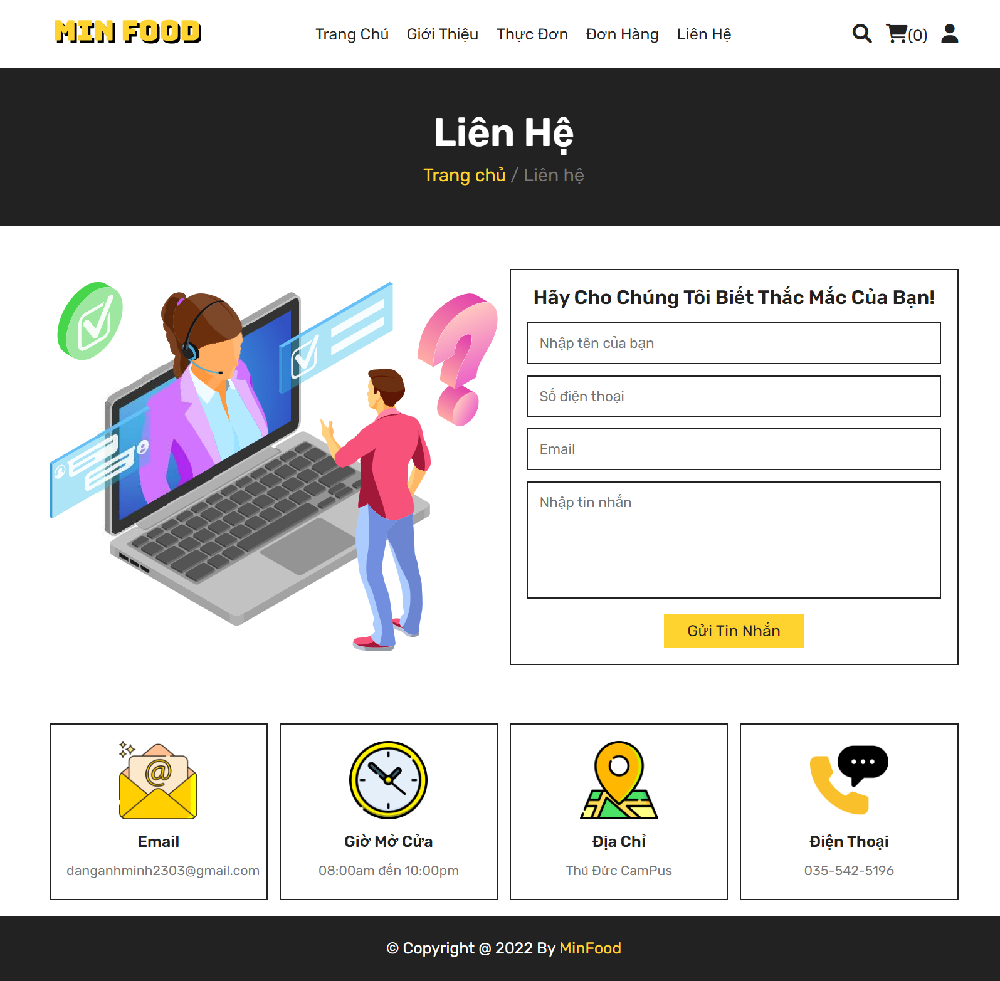 MIN FOOD
Trang Chủ Giới Thiệu Thực Đơn Đơn Hàng Liên Hệ
(0)
Liên Hệ
Trang chủ / Liên hệ
Hãy Cho Chúng Tôi Biết Thắc Mắc Của Bạn!
Nhập tên của bạn
Số điện thoại
Email
Nhập tin nhắn
Gửi Tin Nhắn
Email
danganhminh2303@gmail.com
Giờ Mở Cửa
08:00am đến 10:00pm
Địa Chỉ
Thủ Đức CamPus
Điện Thoại
035-542-5196
© Copyright @ 2022 By MinFood